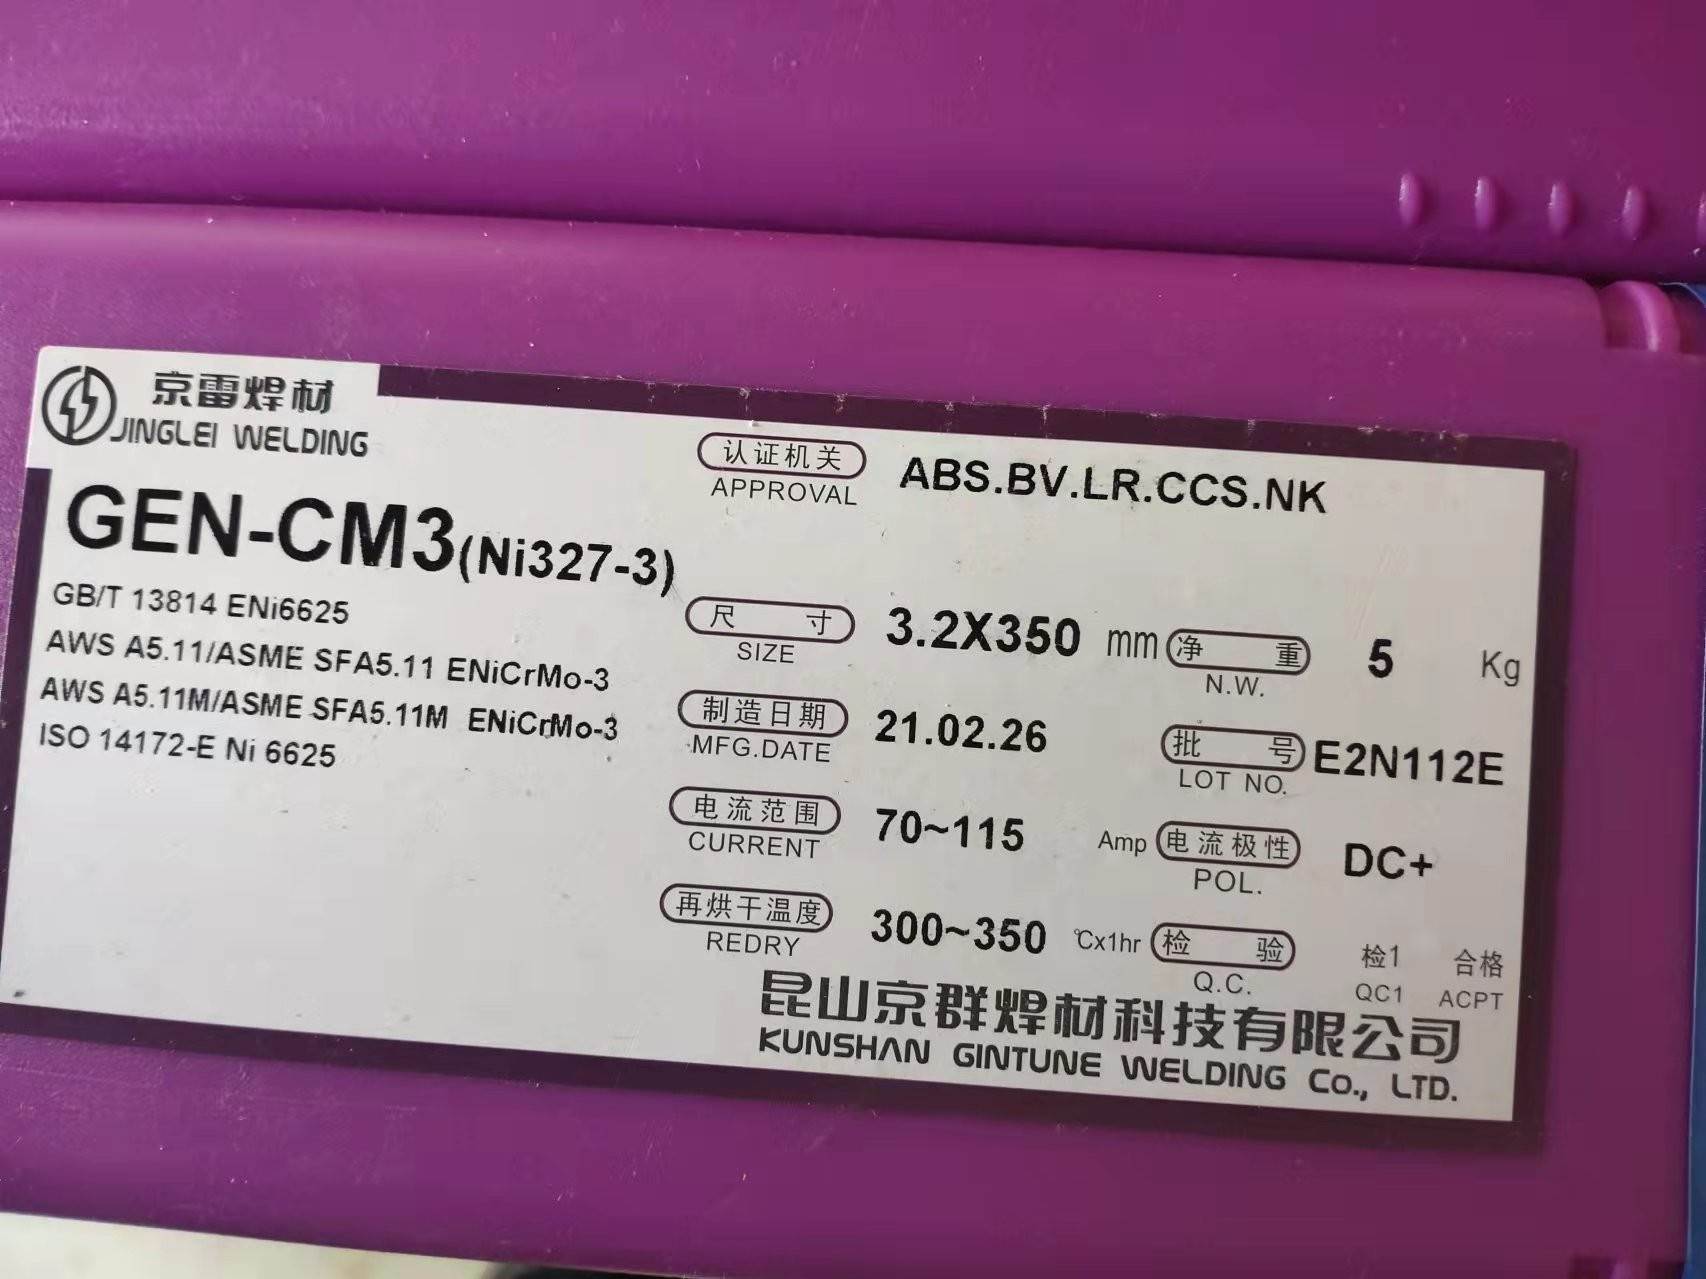 京雷焊材
JINGLEI WELDING
GEN-CM3(Ni327-3)
GB/T 13814 ENi6625
AWS A5.11/ASME SFA5.11 ENiCrMo-3
AWS A5.11M/ASME SFA5.11M ENiCrMo-3
ISO 14172-E Ni 6625
认证机关 ABS.BV.LR.CCS.NK
APPROVAL
尺寸 3.2X350 mm 净重 5 Kg
SIZE N.W.
制造日期 21.02.26 批号 E2N112E
MFG.DATE LOT NO.
电流范围 70~115 Amp 电流极性 DC+
CURRENT POL.
再烘干温度 300~350 ℃x1hr 检验 检1 合格
REDRY Q.C. QC1 ACPT
昆山京群焊材科技有限公司
KUNSHAN GINTUNE WELDING Co., LTD.